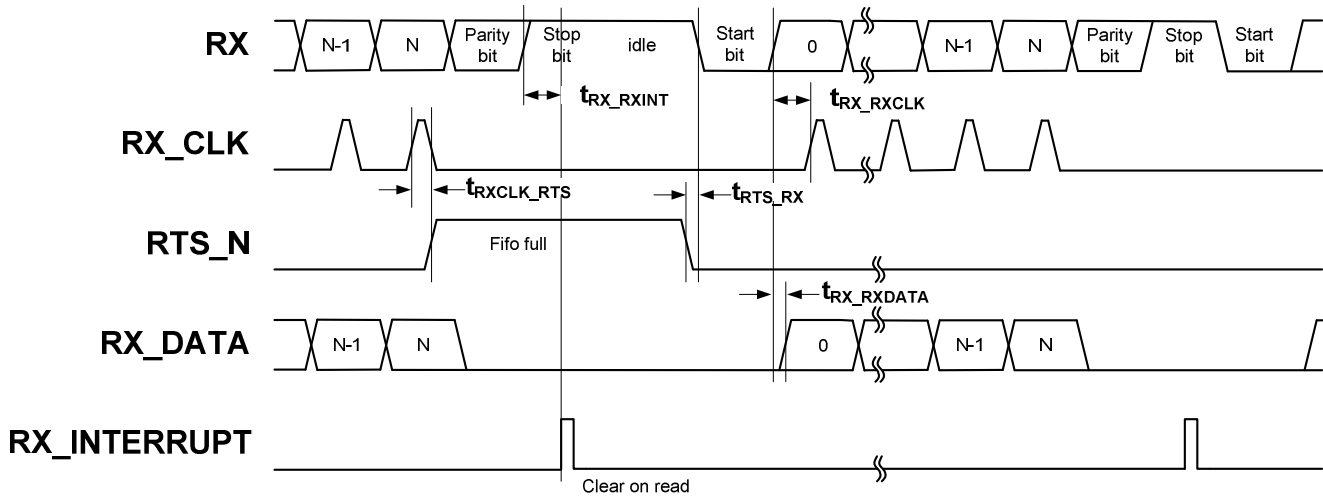 RX
N-1
N
Parity
bit
Stop
bit
idle
Start
bit
0
N-1
N
Parity
bit
Stop
bit
Start
bit
tRX_RXINT
tRX_RXCLK
RX_CLK
tRXCLK_RTS
tRTS_RX
RTS_N
Fifo full
tRX_RXDATA
RX_DATA
N-1
N
0
N-1
N
RX_INTERRUPT
Clear on read